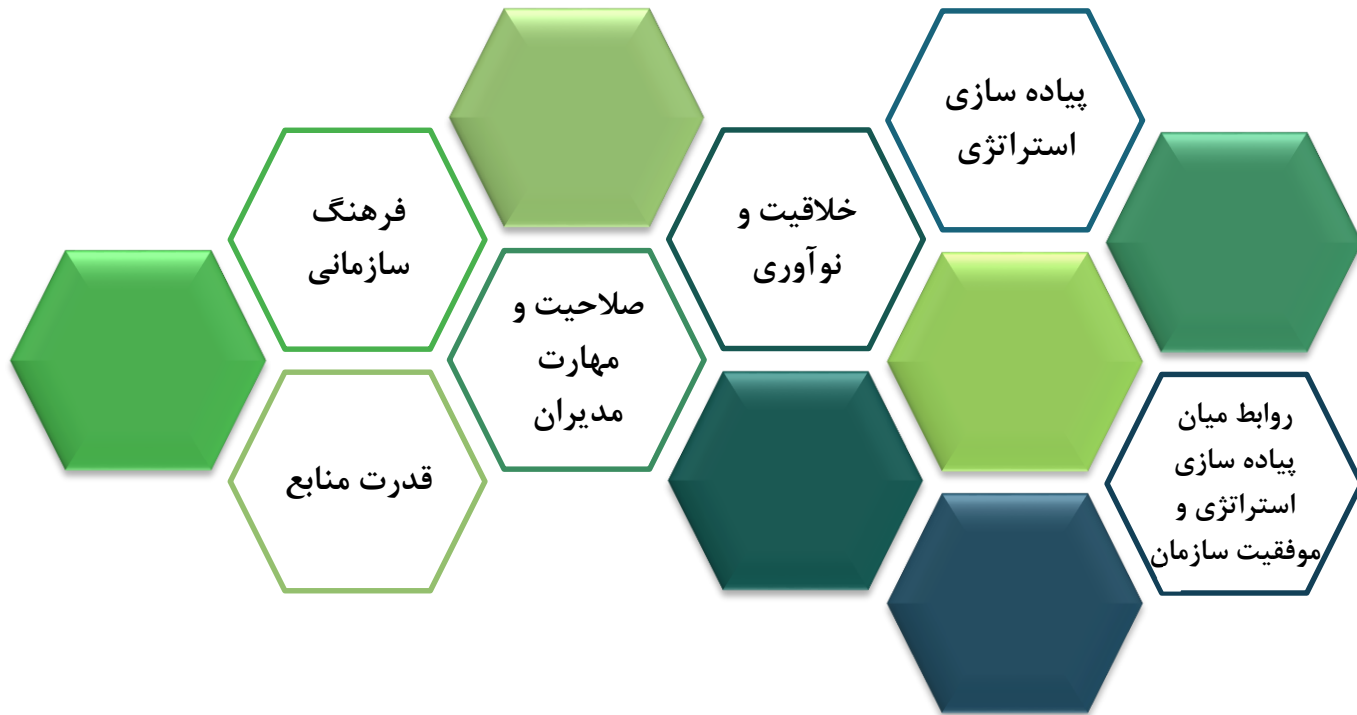 پیاده سازی
استراتژی
خلاقیت و
نوآوری
فرهنگ
سازمانی
صلاحیت و
مهارت
مدیران
روابط میان
پیاده سازی
استراتژی و
موفقیت سازمان
قدرت منابع